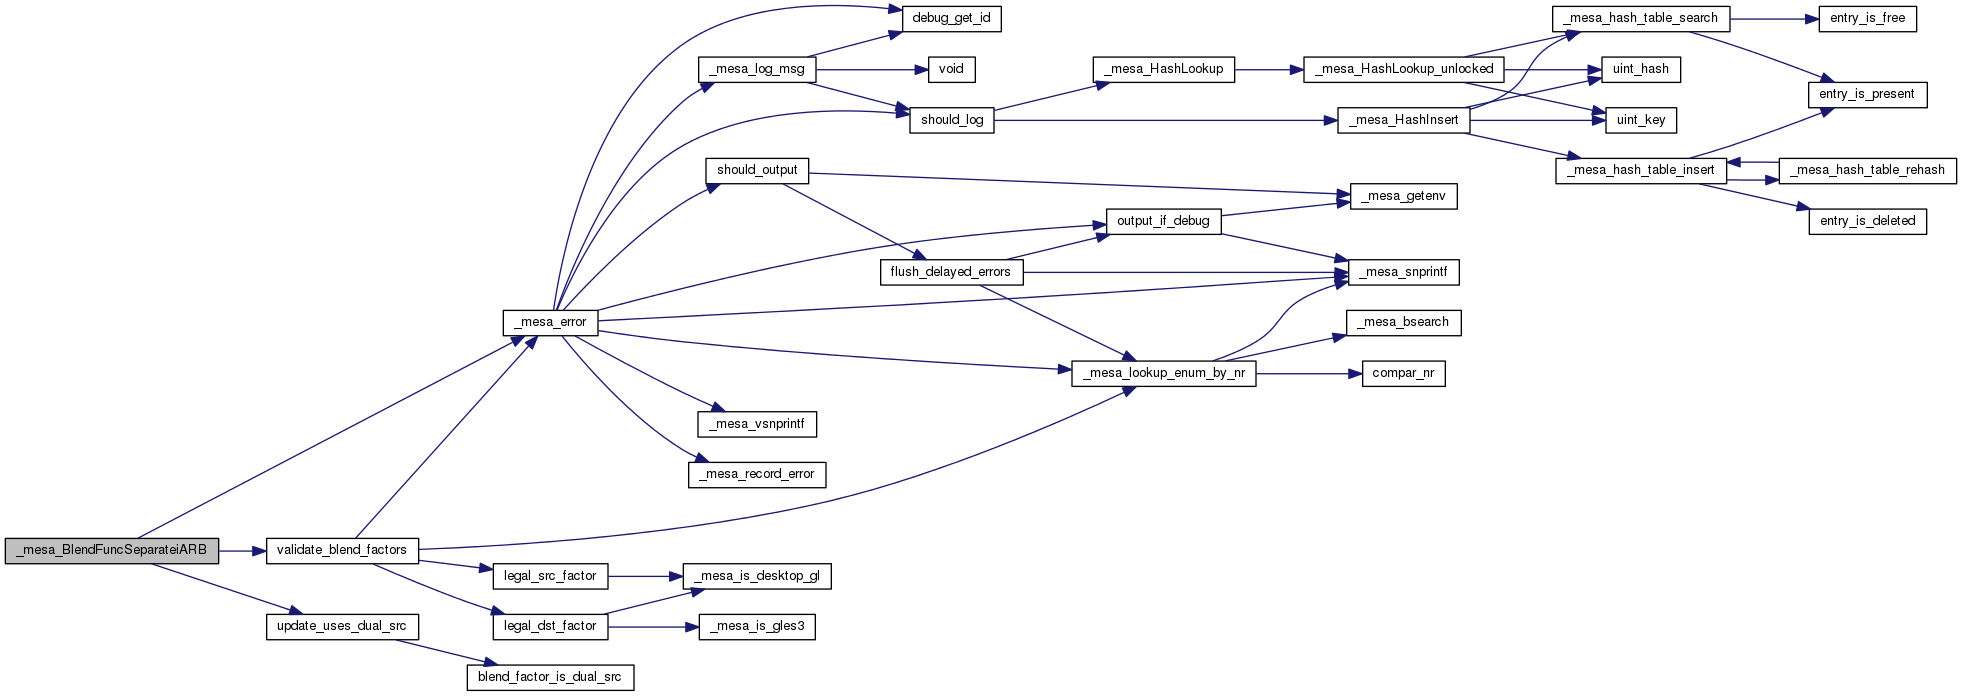 debug_get_id
_mesa_hash_table_search
entry_is_free
_mesa_log_msg
void
_mesa_HashLookup
_mesa_HashLookup_unlocked
uint_hash
entry_is_present
should_log
_mesa_HashInsert
uint_key
should_output
_mesa_hash_table_insert
_mesa_hash_table_rehash
_mesa_getenv
output_if_debug
entry_is_deleted
flush_delayed_errors
_mesa_snprintf
_mesa_error
_mesa_bsearch
_mesa_lookup_enum_by_nr
compar_nr
_mesa_vsnprintf
_mesa_record_error
_mesa_BlendFuncSeparateiARB
validate_blend_factors
legal_src_factor
_mesa_is_desktop_gl
update_uses_dual_src
legal_dst_factor
_mesa_is_gles3
blend_factor_is_dual_src